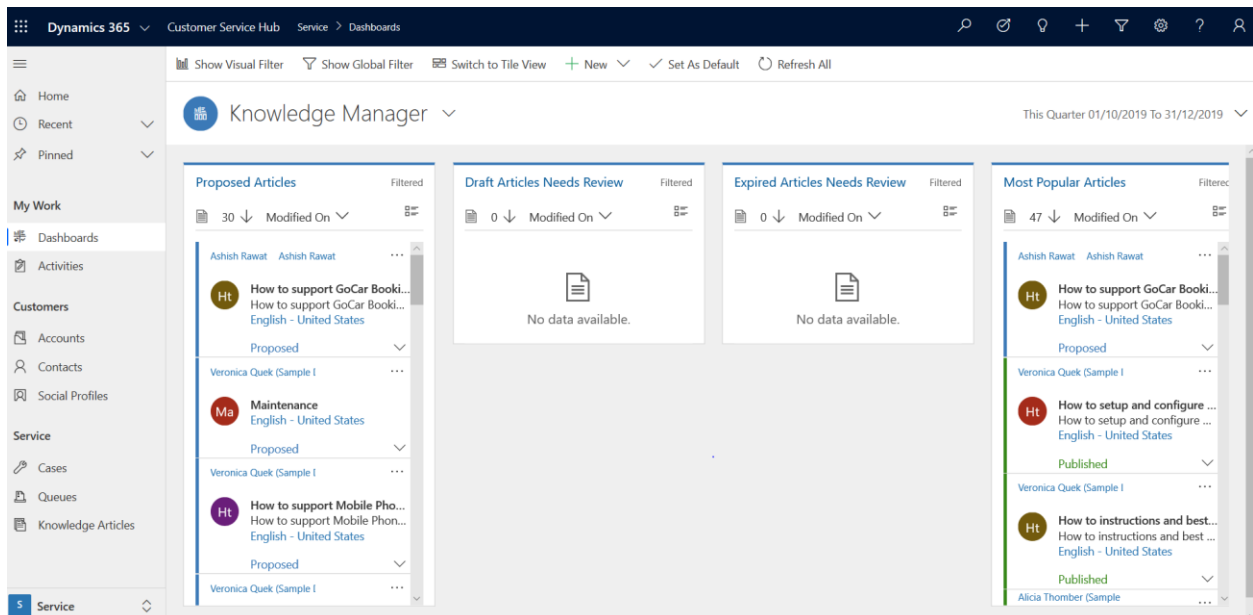 Dynamics 365 Customer Service Hub Service > Dashboards
Show Visual Filter Show Global Filter Switch to Tile View New Set As Default Refresh All
Home
Recent
Pinned
My Work
Dashboards
Activities
Customers
Accounts
Contacts
Social Profiles
Service
Cases
Queues
Knowledge Articles
S Service
Knowledge Manager
This Quarter 01/10/2019 To 31/12/2019
Proposed Articles Filtered
30 Modified On
Ashish Rawat Ashish Rawat ...
Ht How to support GoCar Booki...
How to support GoCar Booki...
English - United States
Proposed
Veronica Quek (Sample ...
Ma Maintenance
English - United States
Proposed
Veronica Quek (Sample ...
Ht How to support Mobile Pho...
How to support Mobile Phon...
English - United States
Proposed
Veronica Quek (Sample ...
Draft Articles Needs Review Filtered
0 Modified On
No data available.
Expired Articles Needs Review Filtered
0 Modified On
No data available.
Most Popular Articles Filtered
47 Modified On
Ashish Rawat Ashish Rawat ...
Ht How to support GoCar Booki...
How to support GoCar Booki...
English - United States
Proposed
Veronica Quek (Sample ...
Ht How to setup and configure ...
How to setup and configure ...
English - United States
Published
Veronica Quek (Sample ...
Ht How to instructions and best...
How to instructions and best ...
English - United States
Published
Alicia Thomber (Sample ...